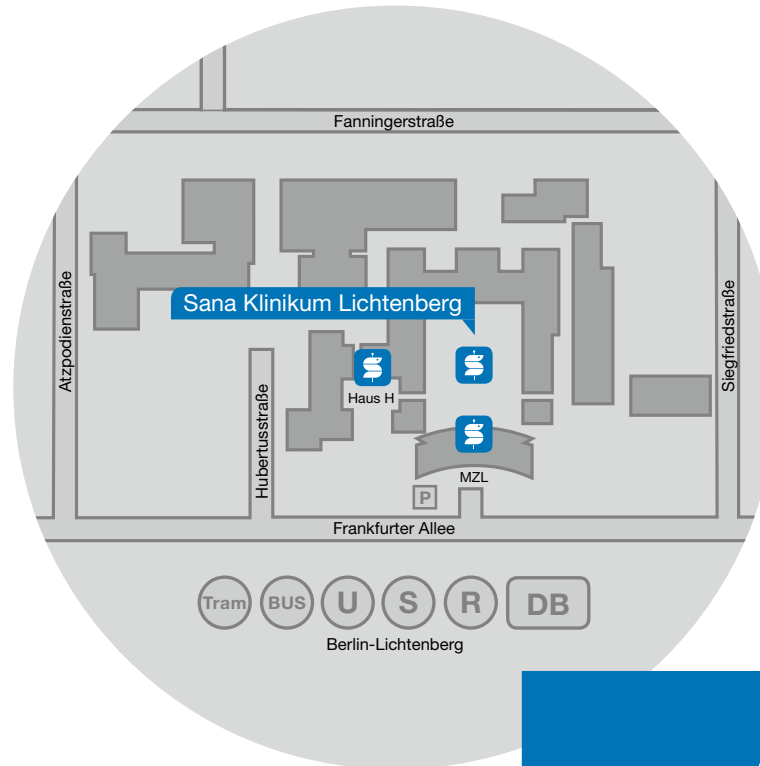 Fanningerstraße
Atzpodienstraße
Siegfriedstraße
Sana Klinikum Lichtenberg
Haus H
Hubertusstraße
MZL
P
Frankfurter Allee
Tram BUS U S R DB
Berlin-Lichtenberg